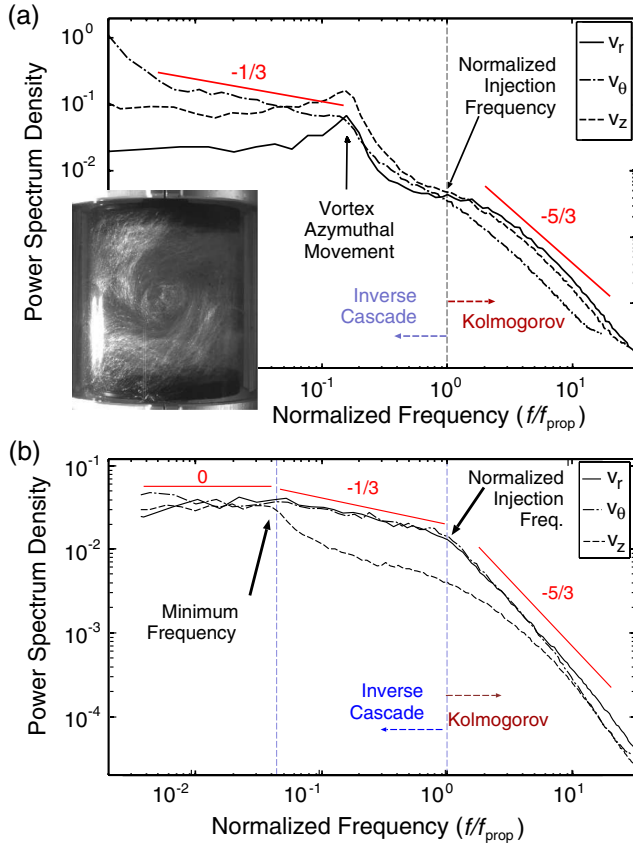 (a)
10^0
10^-1
10^-2
Power Spectrum Density
-1/3
Normalized
Injection
Frequency
v_r
v_θ
v_z
Vortex
Azimuthal
Movement
-5/3
Inverse
Cascade
Kolmogorov
10^-1
10^0
10^1
Normalized Frequency (f/f_prop)
(b)
10^-1
10^-2
10^-3
10^-4
Power Spectrum Density
0
-1/3
Normalized
Injection
Freq.
v_r
v_θ
v_z
-5/3
Minimum
Frequency
Inverse
Cascade
Kolmogorov
10^-2
10^-1
10^0
10^1
Normalized Frequency (f/f_prop)